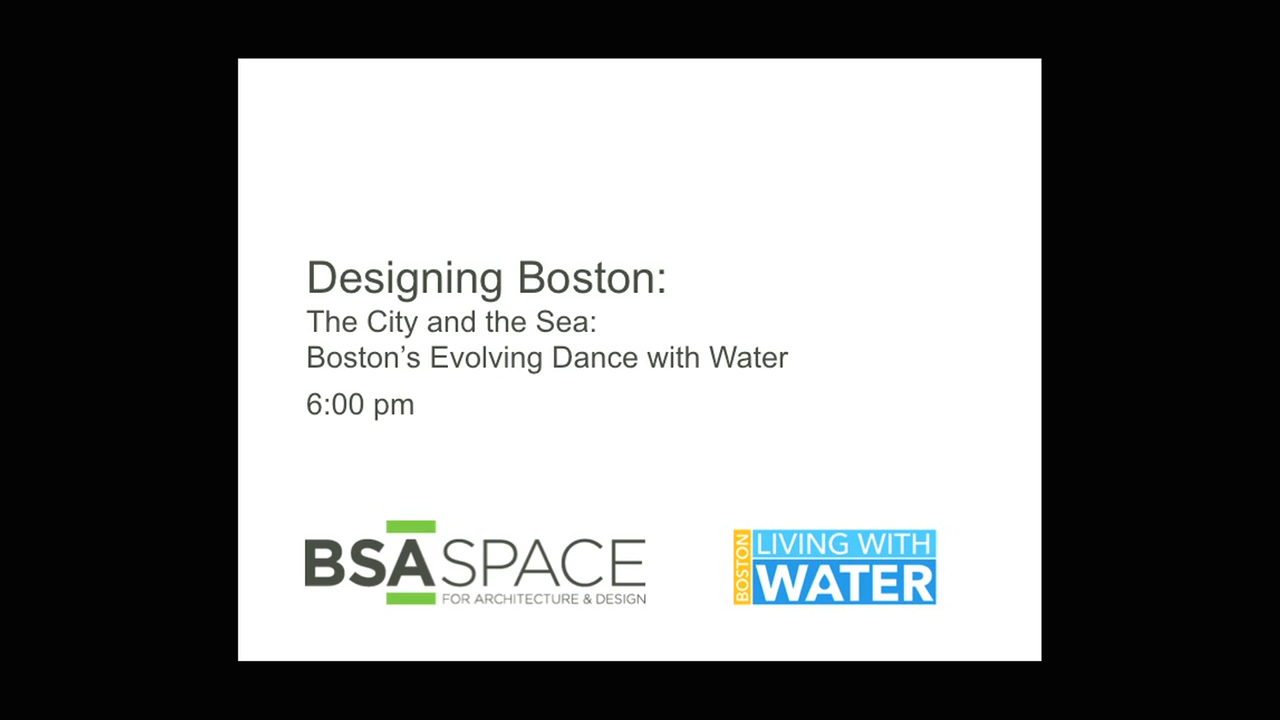 Designing Boston:
The City and the Sea:
Boston’s Evolving Dance with Water
6:00 pm
BSA SPACE
FOR ARCHITECTURE & DESIGN
BOSTON
LIVING WITH
WATER